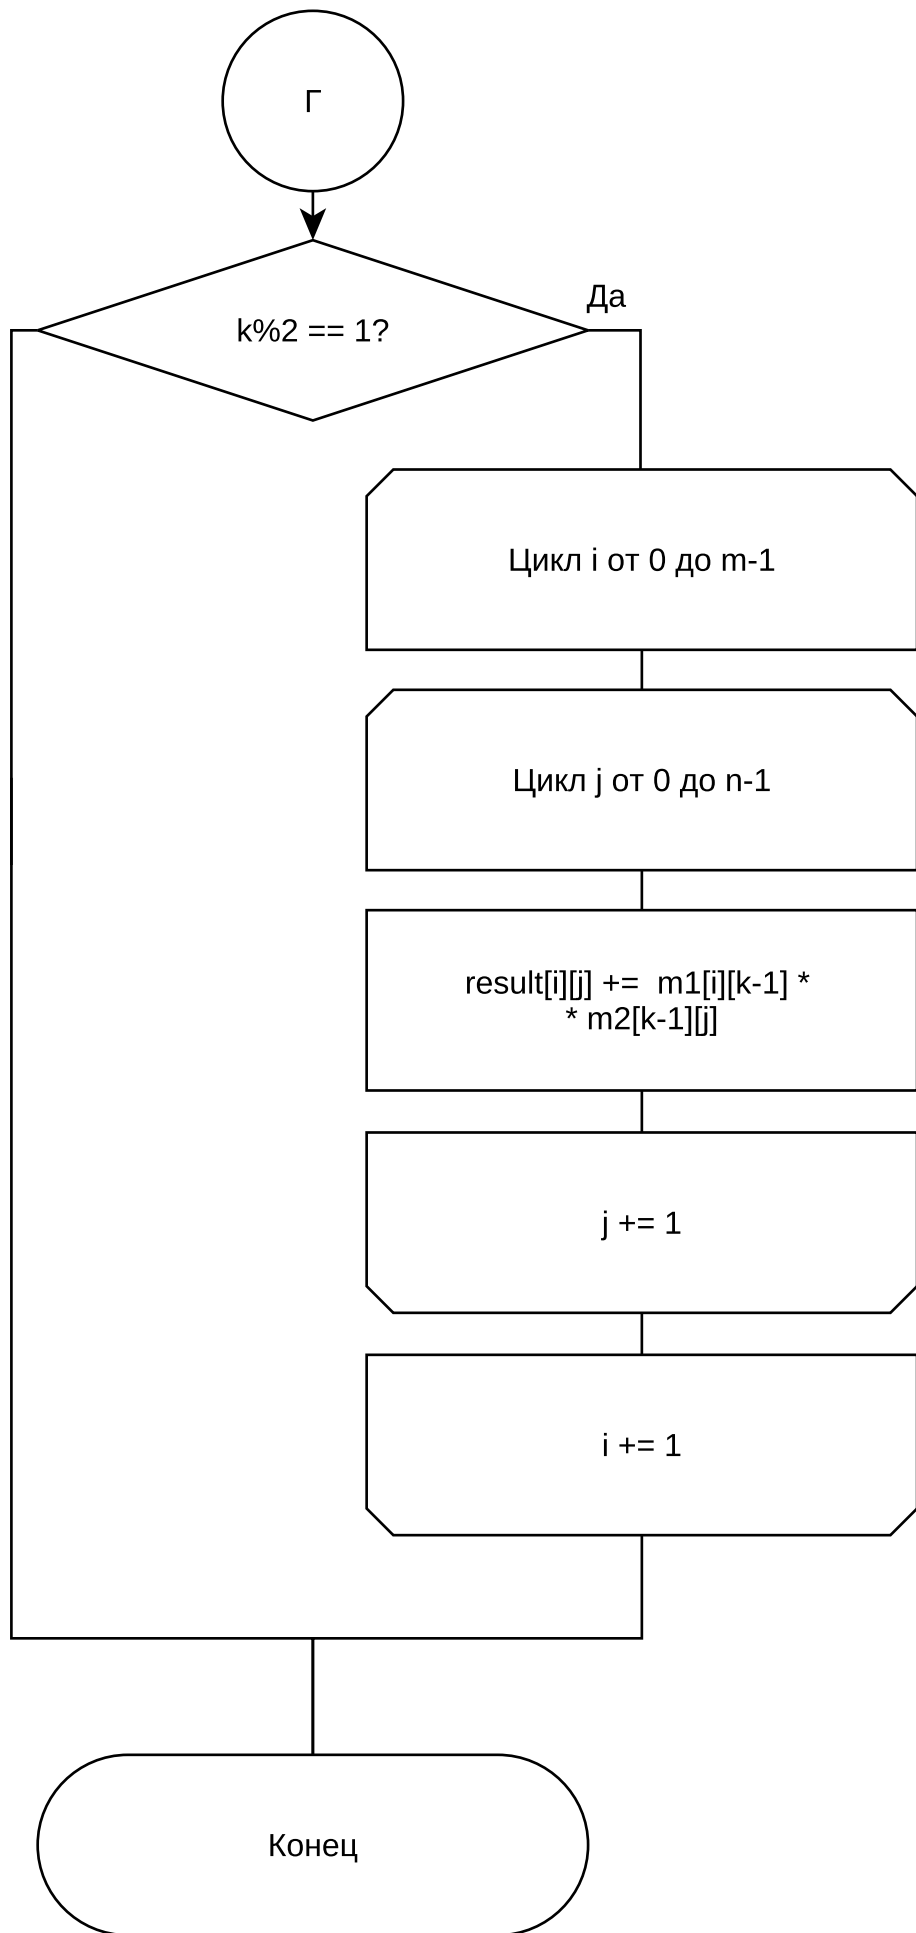 Г
k%2 == 1?
Да
Цикл i от 0 до m-1
Цикл j от 0 до n-1
result[i][j] +=  m1[i][k-1] *
* m2[k-1][j]
j += 1
i += 1
Конец